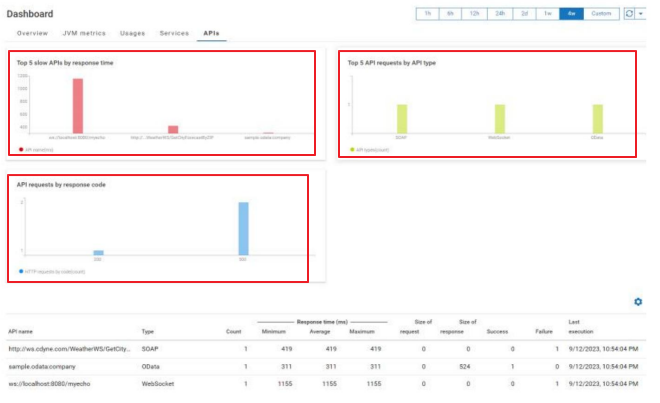 Dashboard
1h 6h 12h 24h 2d 1w 4w Custom
Overview JVM metrics Usages Services APIs
Top 5 slow APIs by response time
1200
1000
800
600
400
ws://localhost:8080/myecho http://...WeatherWS/GetCityForecastByZIP sample.odata:company
API name(ms)
Top 5 API requests by API type
1
SOAP WebSocket OData
API types(count)
API requests by response code
2
1
200 500
HTTP requests by code(count)
Response time (ms) Size of Size of Last
API name Type Count Minimum Average Maximum request response Success Failure execution
http://ws.cdyne.com/WeatherWS/GetCity... SOAP 1 419 419 419 0 0 0 1 9/12/2023, 10:54:04 PM
sample.odata:company OData 1 311 311 311 0 524 1 0 9/12/2023, 10:54:04 PM
ws://localhost:8080/myecho WebSocket 1 1155 1155 1155 0 0 0 1 9/12/2023, 10:54:04 PM